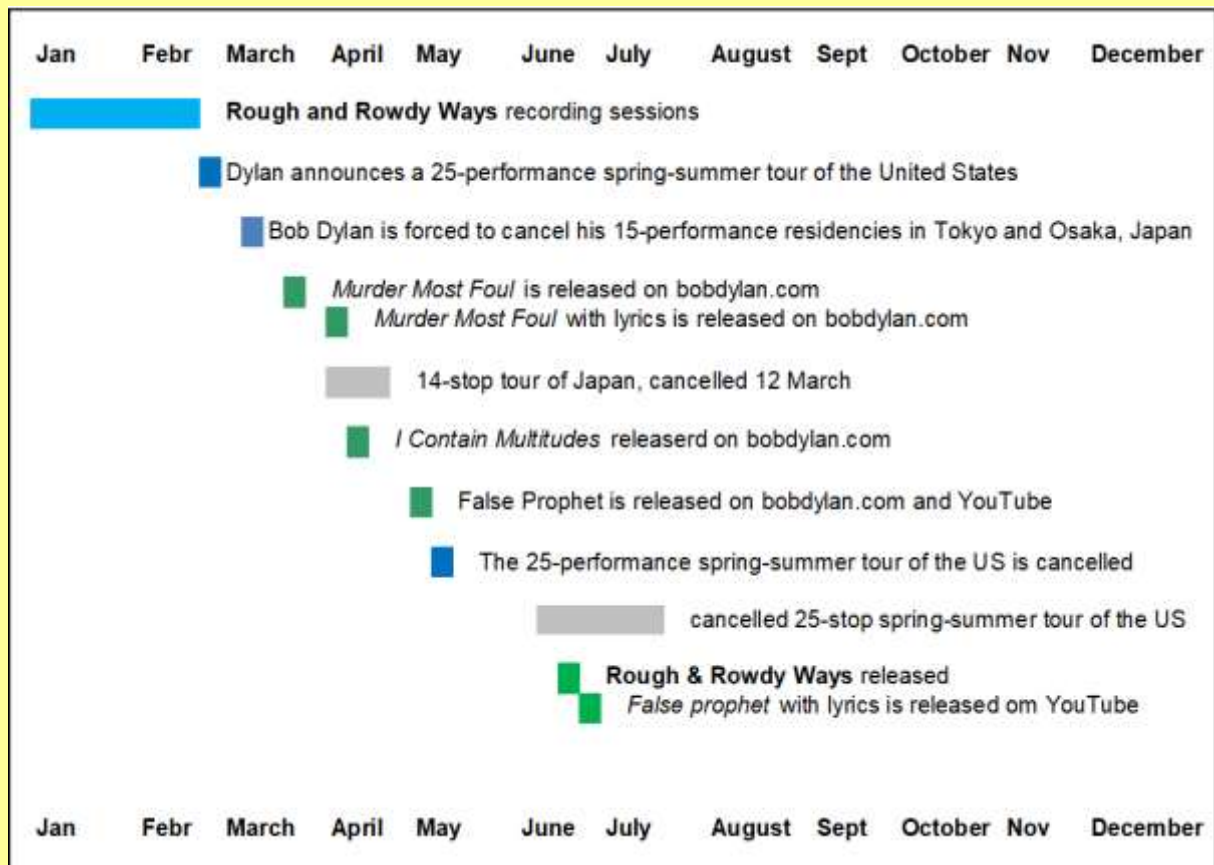 Jan Febr March April May June July August Sept October Nov December
Rough and Rowdy Ways recording sessions
Dylan announces a 25-performance spring-summer tour of the United States
Bob Dylan is forced to cancel his 15-performance residencies in Tokyo and Osaka, Japan
Murder Most Foul is released on bobdylan.com
Murder Most Foul with lyrics is released on bobdylan.com
14-stop tour of Japan, cancelled 12 March
I Contain Multitudes releaserd on bobdylan.com
False Prophet is released on bobdylan.com and YouTube
The 25-performance spring-summer tour of the US is cancelled
cancelled 25-stop spring-summer tour of the US
Rough & Rowdy Ways released
False prophet with lyrics is released om YouTube
Jan Febr March April May June July August Sept October Nov December